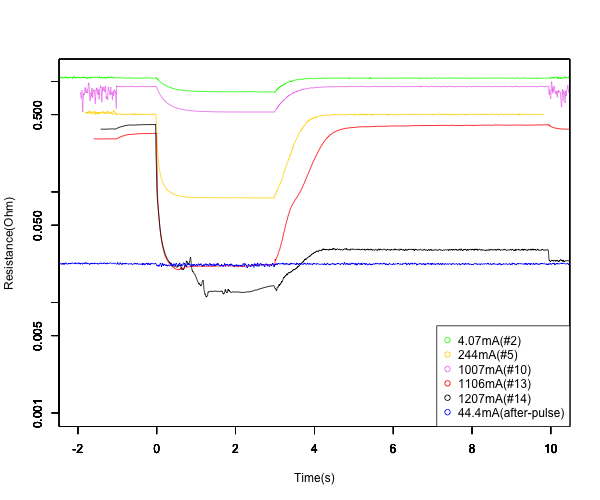 0.500
0.050
0.005
0.001
Resistance(Ohm)
-2 0 2 4 6 8 10
Time(s)
4.07mA(#2)
244mA(#5)
1007mA(#10)
1106mA(#13)
1207mA(#14)
44.4mA(after-pulse)